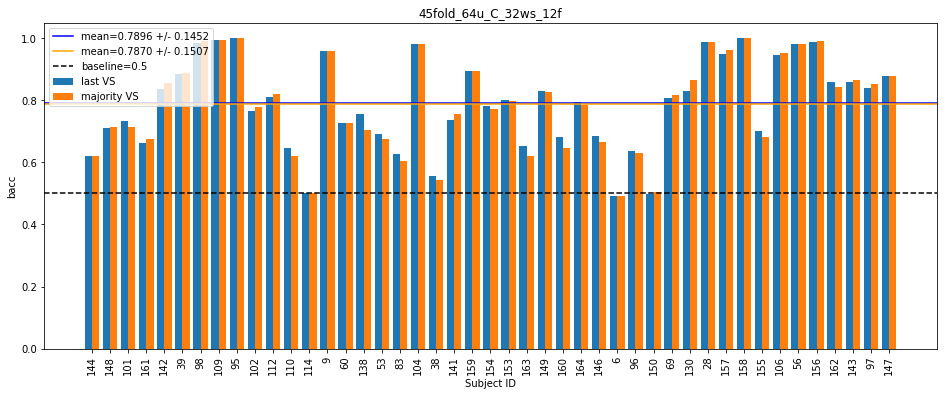 45fold_64u_C_32ws_12f
mean=0.7896 +/- 0.1452
mean=0.7870 +/- 0.1507
baseline=0.5
last VS
majority VS
bacc
1.0
0.8
0.6
0.4
0.2
0.0
144 148 101 161 142 39 98 109 95 102 112 110 114 9 60 138 53 83 104 38 141 159 154 153 163 149 160 164 146 6 96 150 69 130 28 157 158 155 106 56 156 162 143 97 147
Subject ID